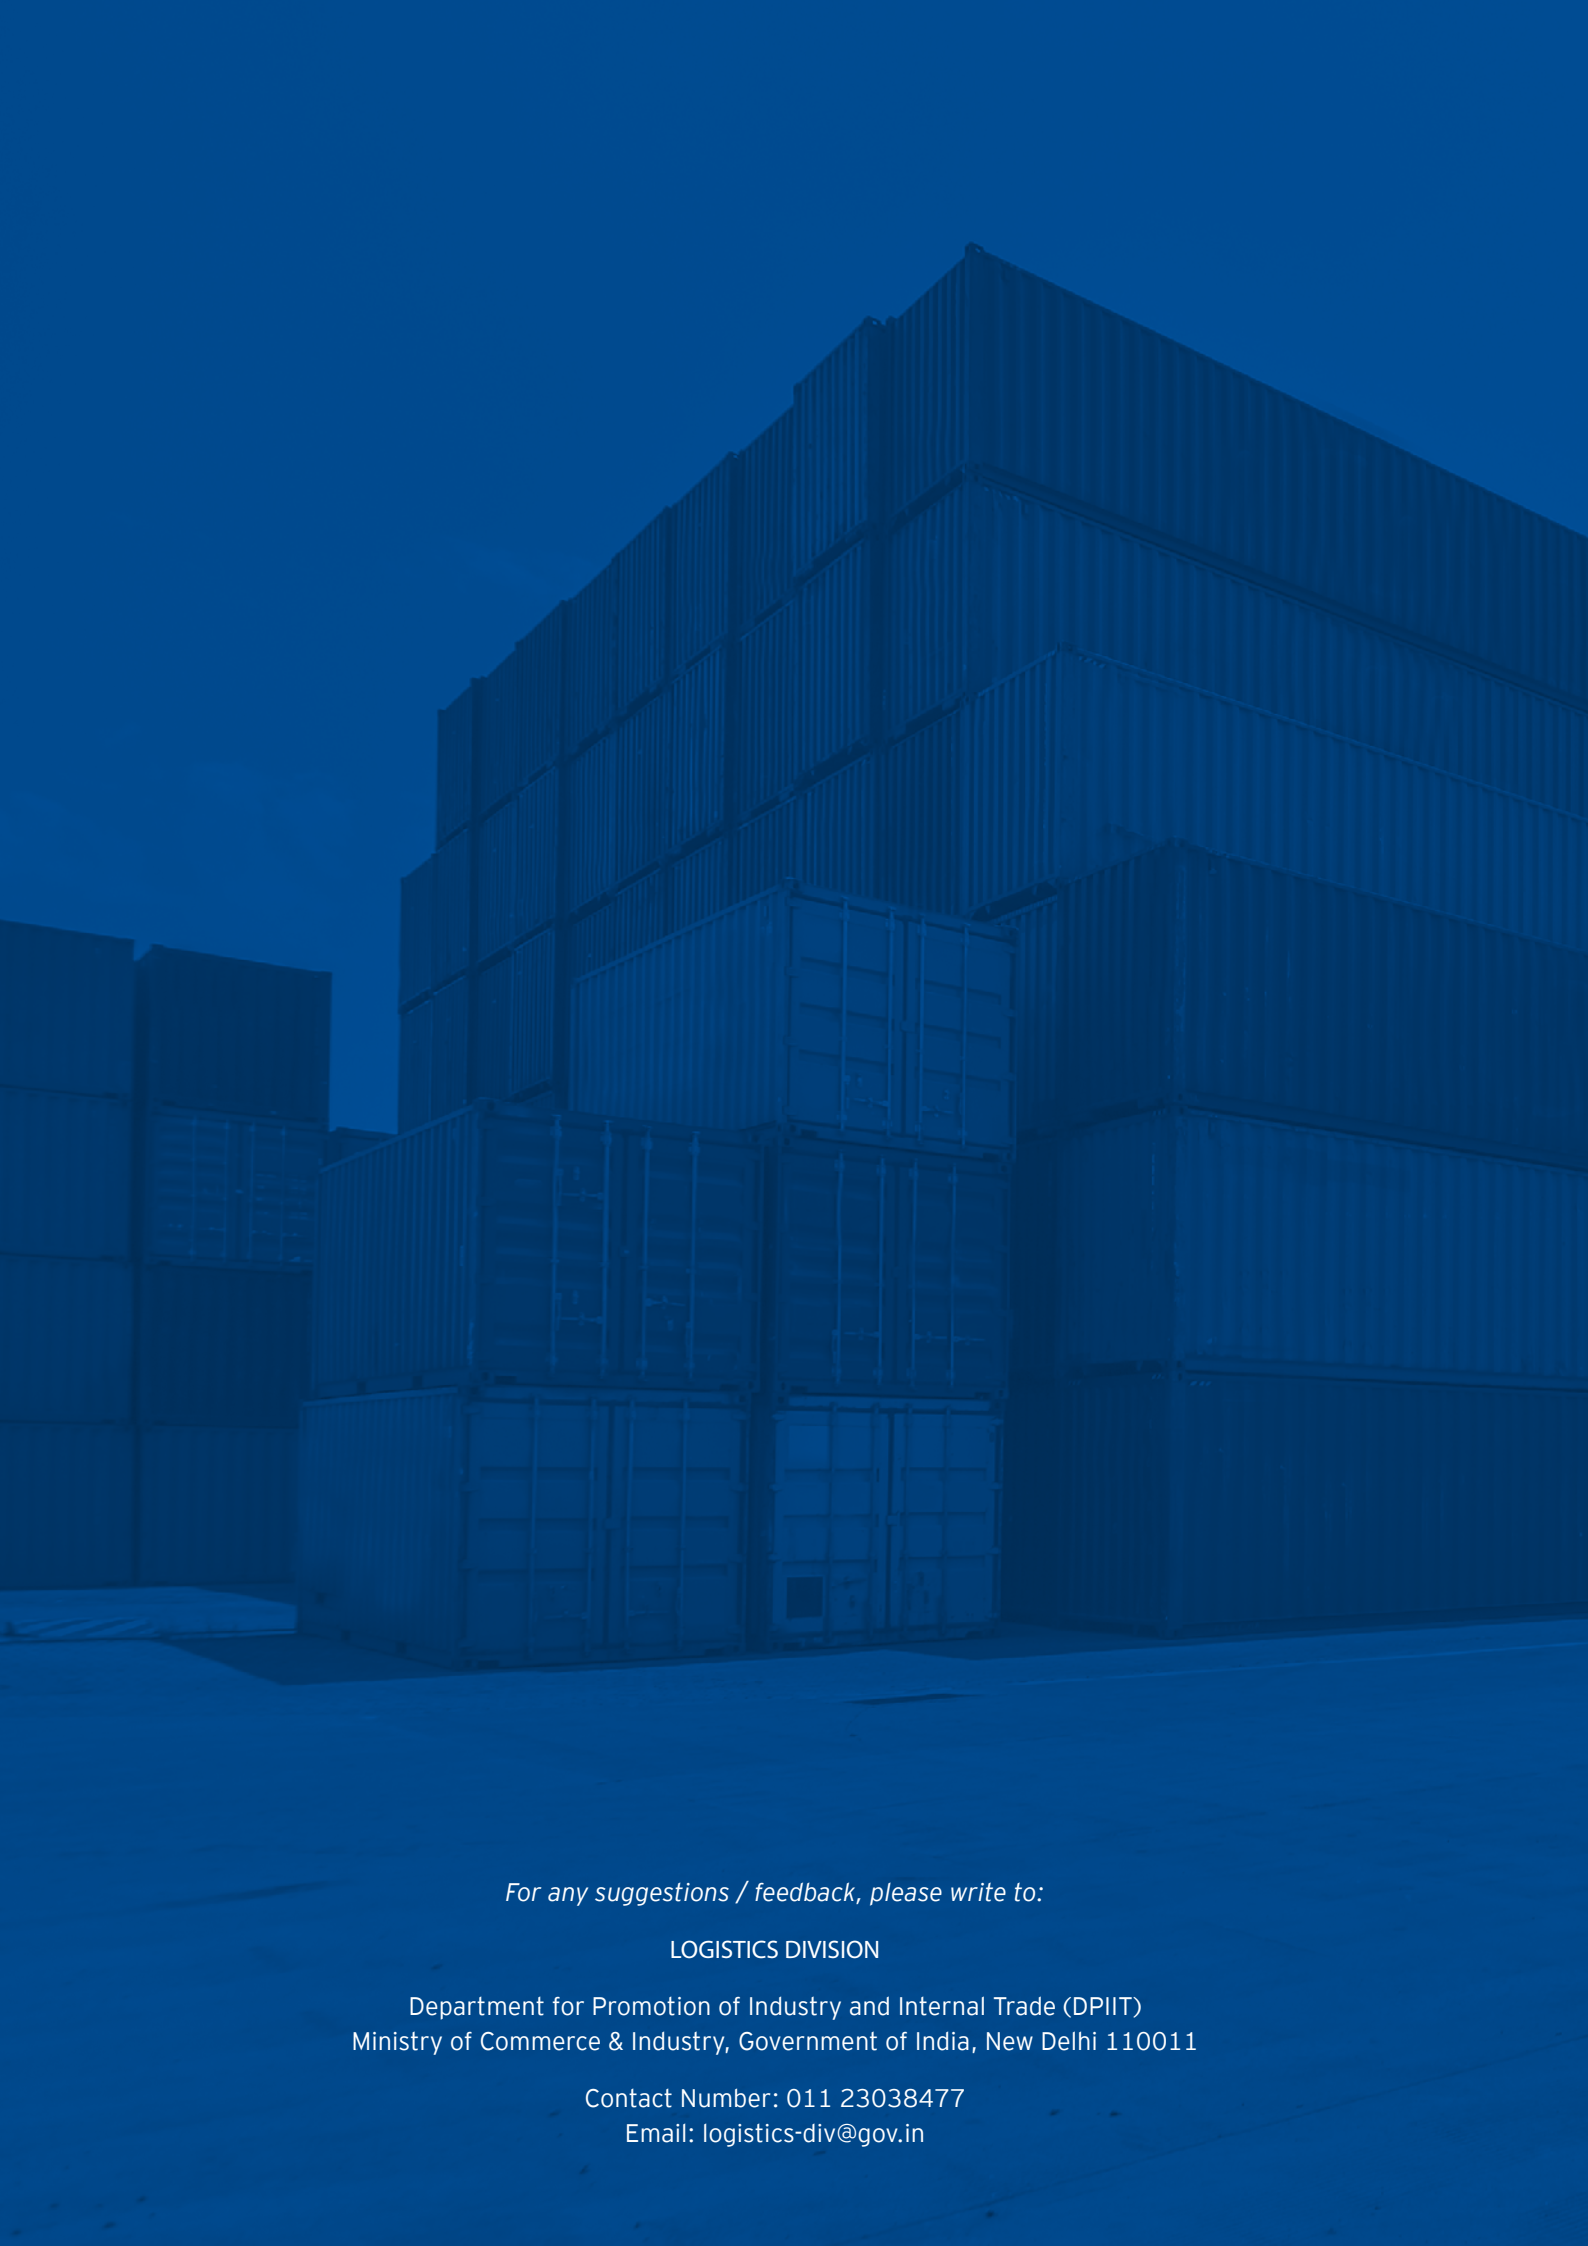 For any suggestions / feedback, please write to:
LOGISTICS DIVISION
Department for Promotion of Industry and Internal Trade (DPIIT)
Ministry of Commerce & Industry, Government of India, New Delhi 110011
Contact Number: 011 23038477
Email: logistics-div@gov.in